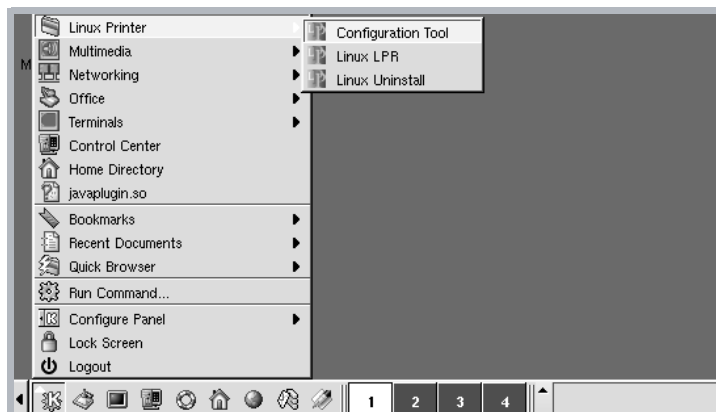 Linux Printer
Configuration Tool
Linux LPR
Linux Uninstall
M
Multimedia
Networking
Office
Terminals
Control Center
Home Directory
javaplugin.so
Bookmarks
Recent Documents
Quick Browser
Run Command...
Configure Panel
Lock Screen
Logout
1 2 3 4